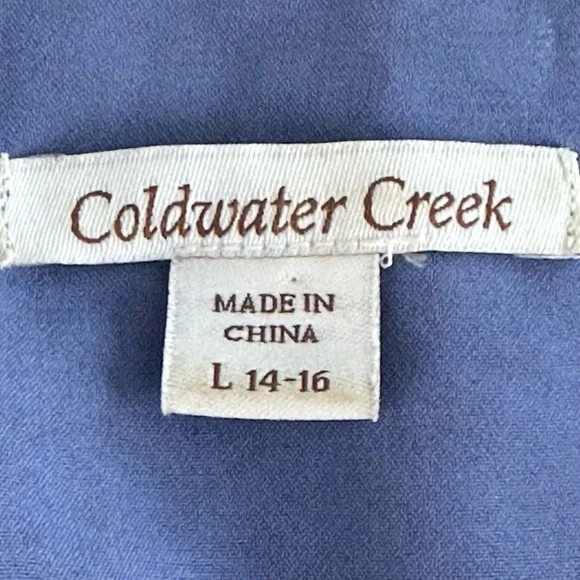 Coldwater Creek
MADE IN
CHINA
L 14-16